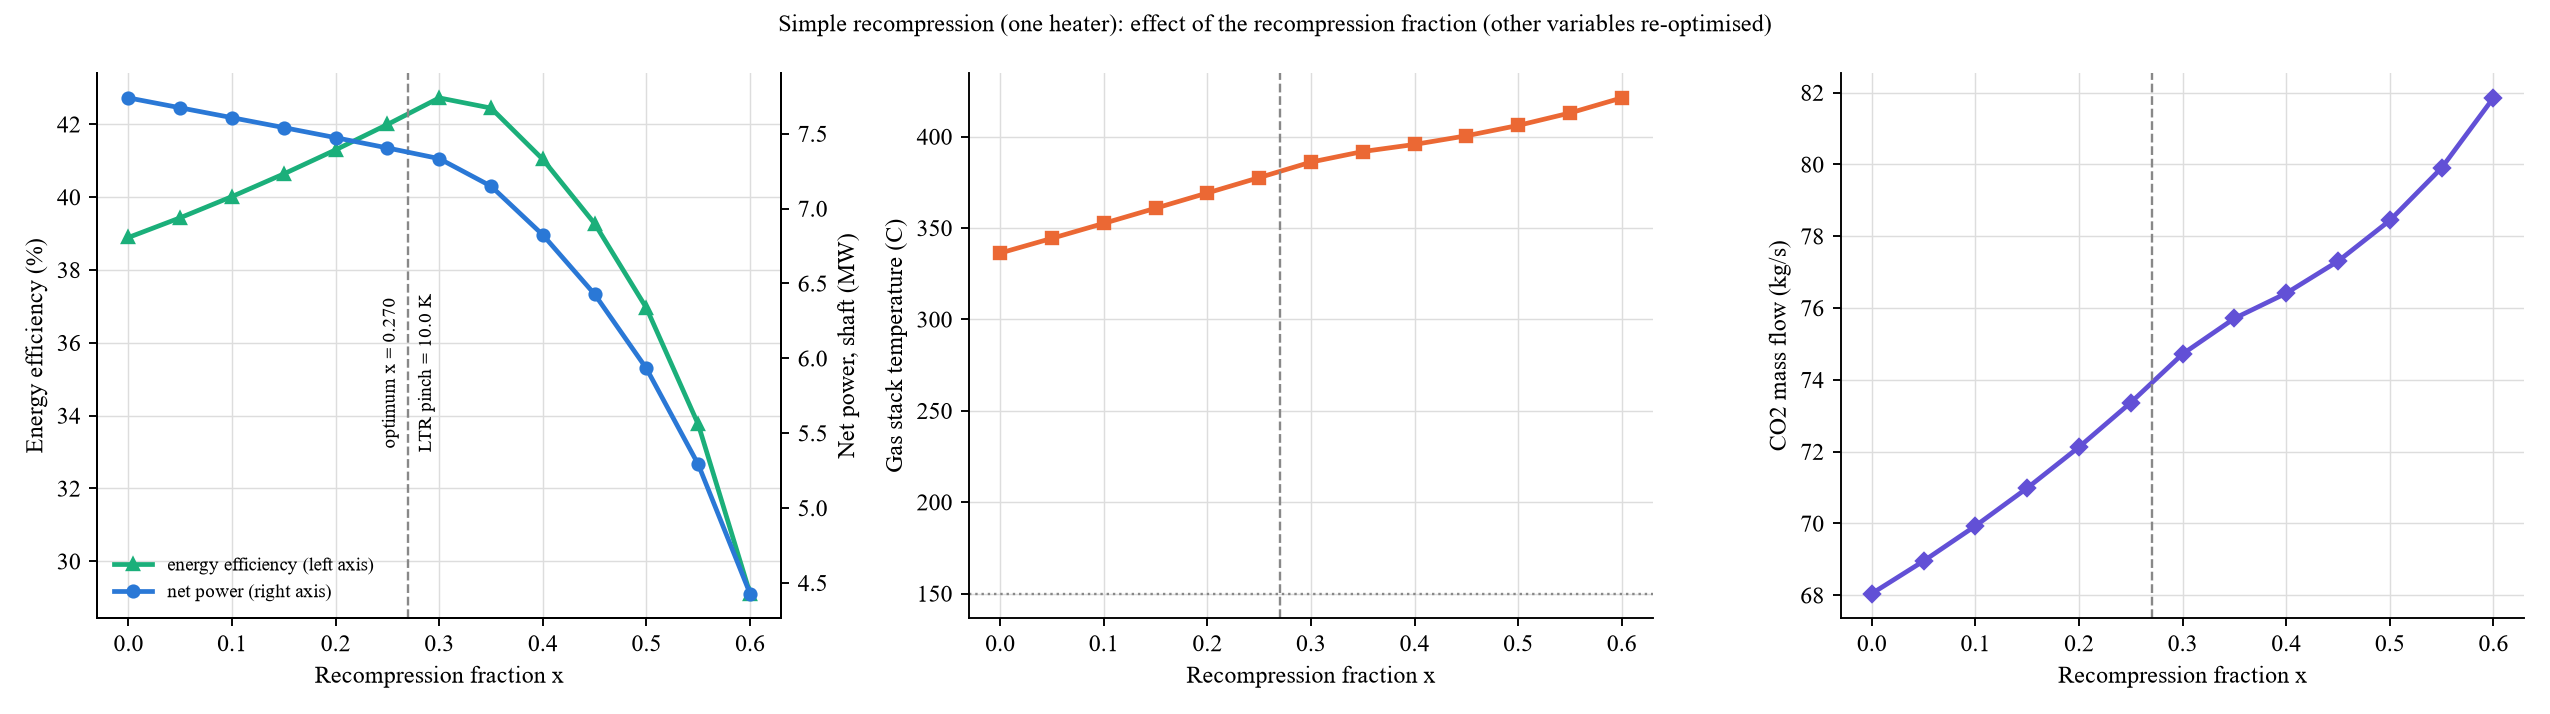 Simple recompression (one heater): effect of the recompression fraction (other variables re-optimised)
Energy efficiency (%)
42
40
38
36
34
32
30
optimum x = 0.270
LTR pinch = 10.0 K
energy efficiency (left axis)
net power (right axis)
0.0 0.1 0.2 0.3 0.4 0.5 0.6
Recompression fraction x
7.5
7.0
6.5
6.0
5.5
5.0
4.5
Net power, shaft (MW)
Gas stack temperature (C)
400
350
300
250
200
150
0.0 0.1 0.2 0.3 0.4 0.5 0.6
Recompression fraction x
CO2 mass flow (kg/s)
82
80
78
76
74
72
70
68
0.0 0.1 0.2 0.3 0.4 0.5 0.6
Recompression fraction x